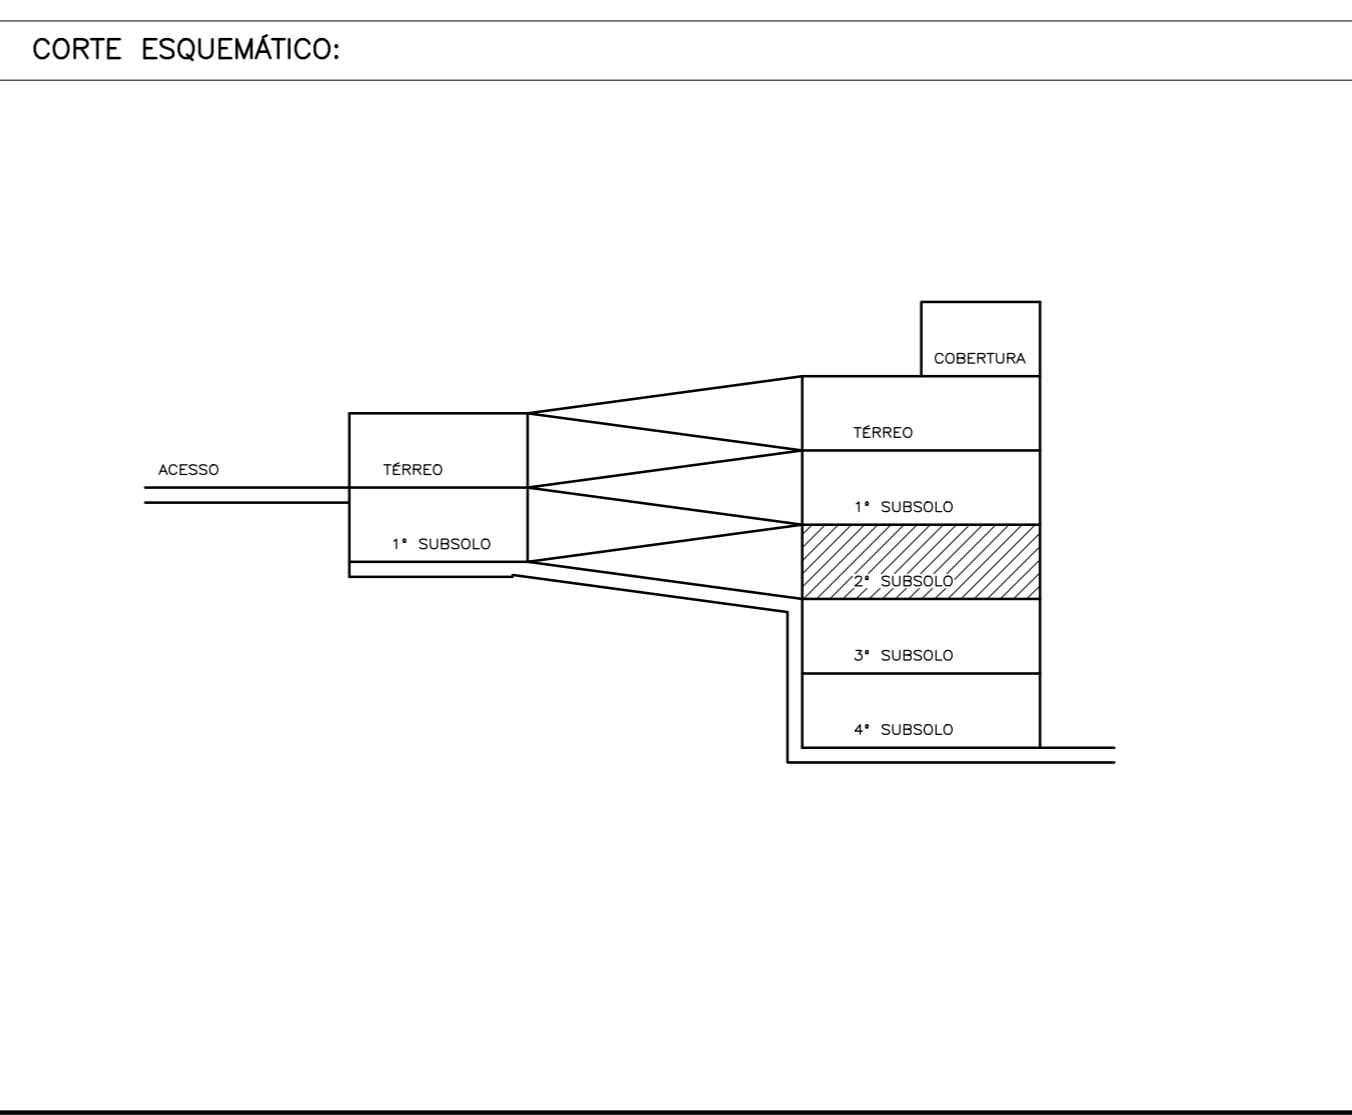 CORTE ESQUEMÁTICO:
COBERTURA
TÉRREO
ACESSO
TÉRREO
1° SUBSOLO
1° SUBSOLO
2° SUBSOLO
3° SUBSOLO
4° SUBSOLO